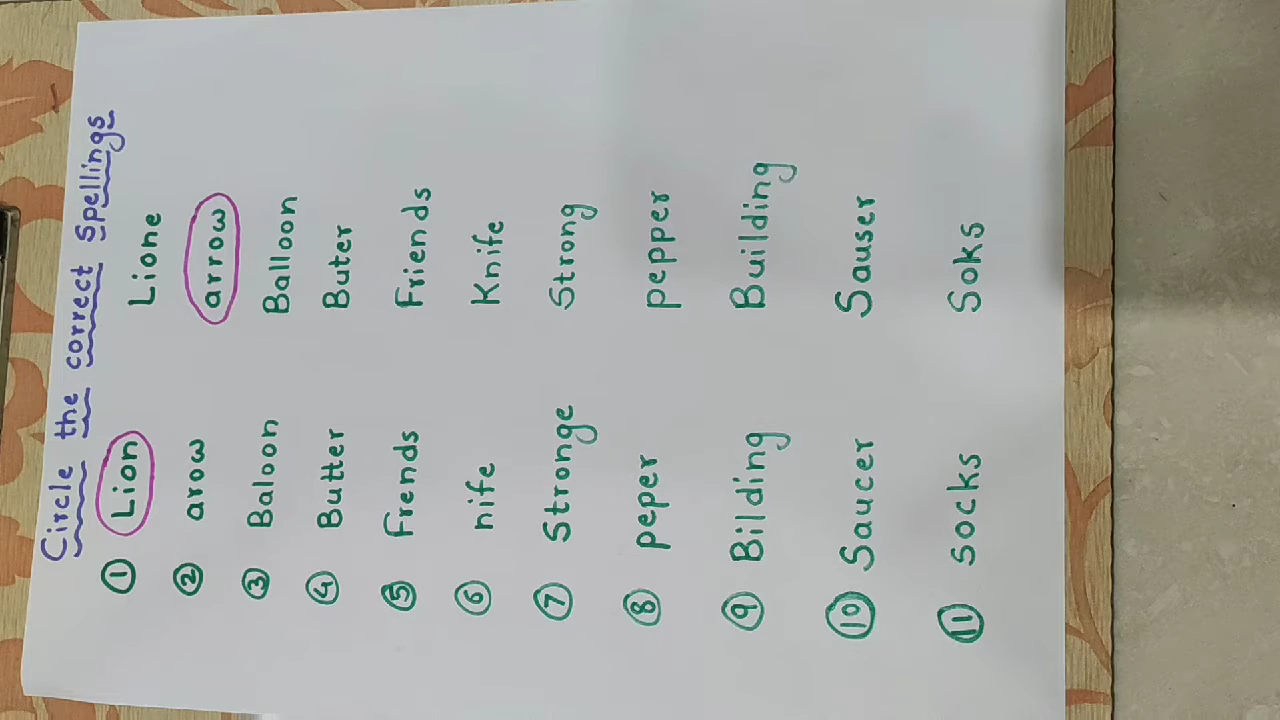 Circle the correct Spellings
1 Lion Lione
2 arow arrow
3 Baloon Balloon
4 Butter Buter
5 Frends Friends
6 nife Knife
7 Stronge Strong
8 peper pepper
9 Bilding Building
10 Saucer Sauser
11 Socks Soks